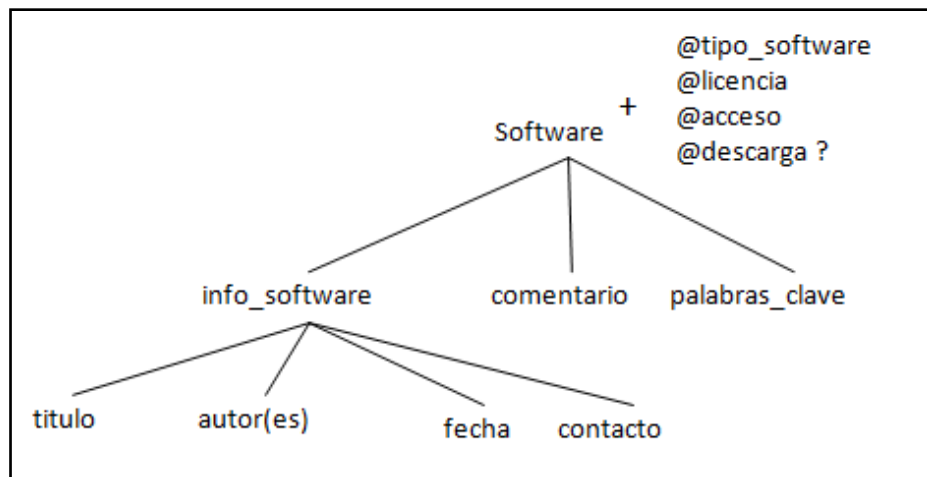 @tipo_software
@licencia
@acceso
@descarga ?
Software +
info_software comentario palabras_clave
titulo autor(es) fecha contacto